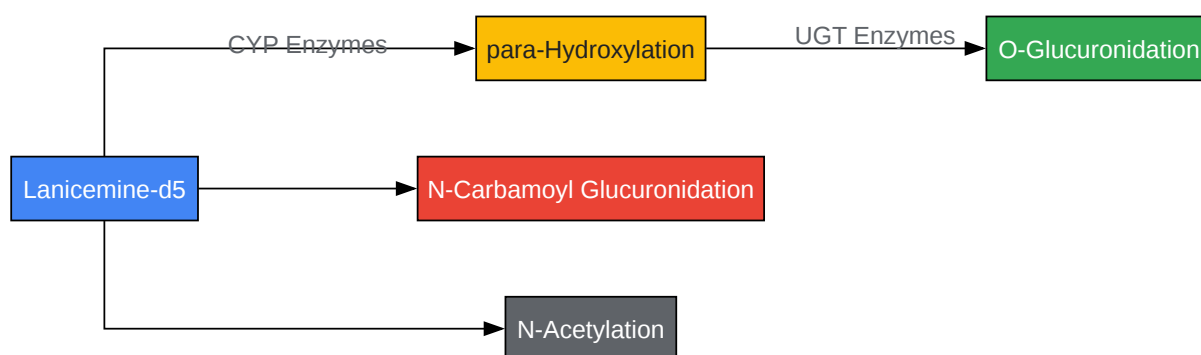 CYP Enzymes
para-Hydroxylation
UGT Enzymes
O-Glucuronidation
Lanicemine-d5
N-Carbamoyl Glucuronidation
N-Acetylation